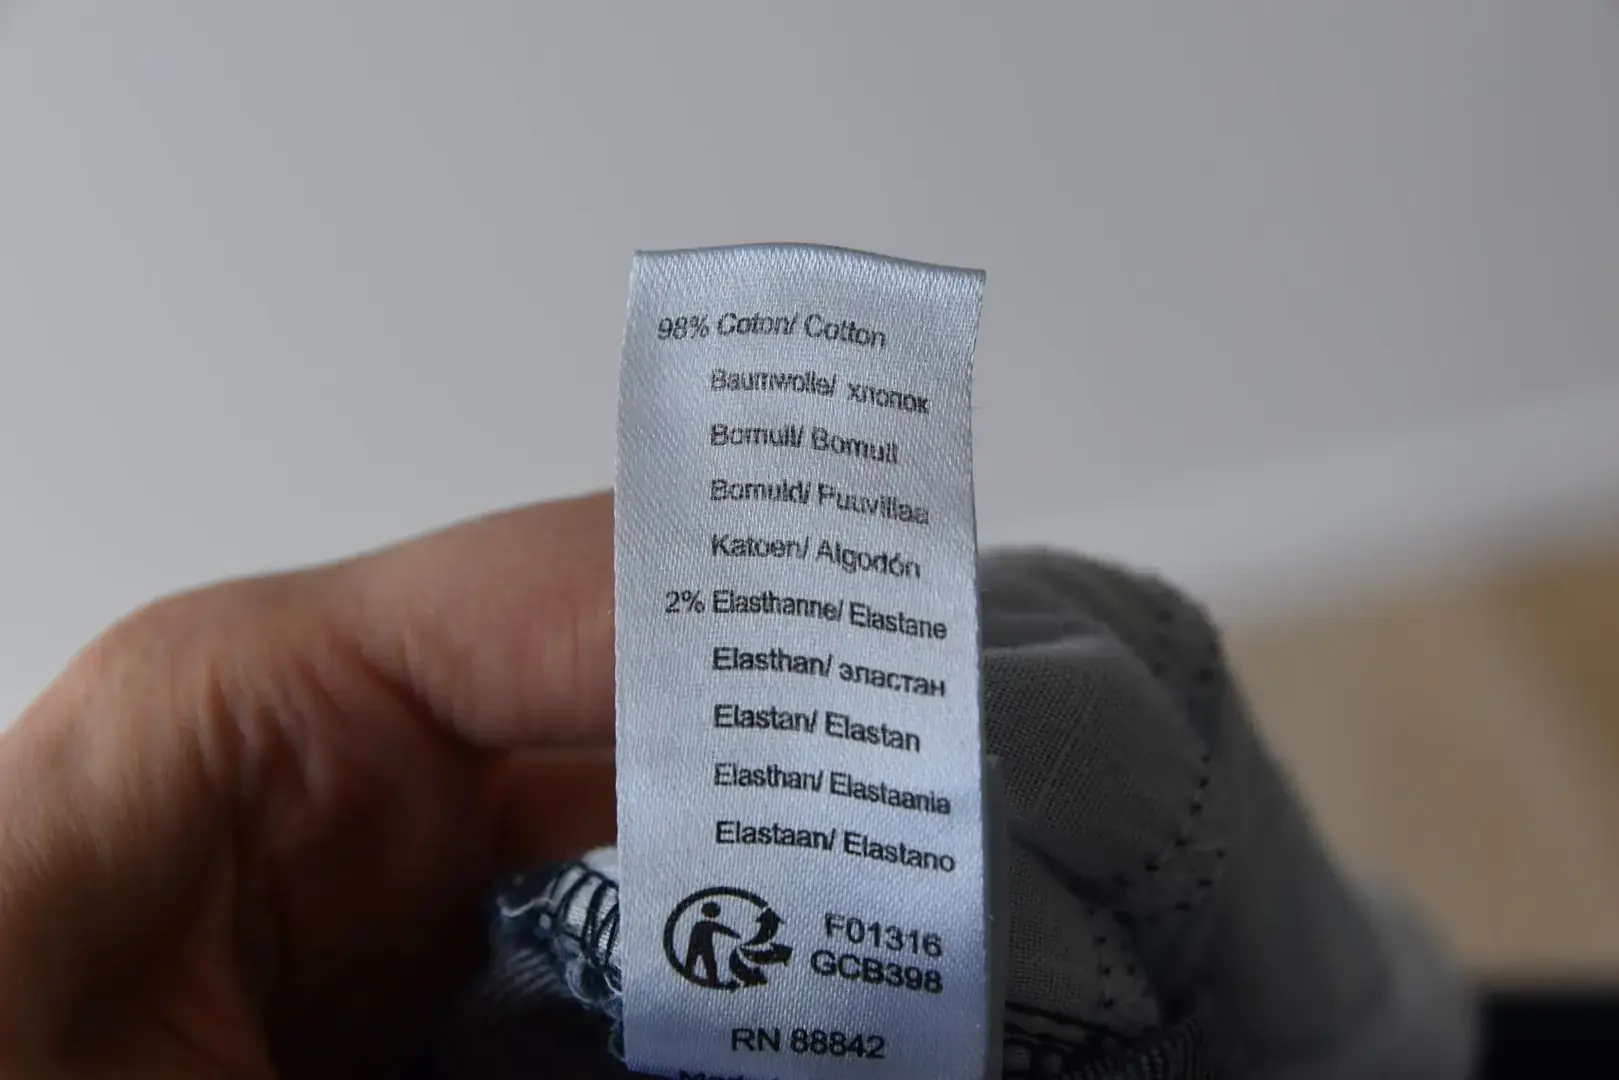 98% Coton/ Cotton
Baumwolle/ хлопок
Bomull/ Bomull
Bomuld/ Puuvillaa
Katoen/ Algodón
2% Elasthanne/ Elastane
Elasthan/ эластан
Elastan/ Elastan
Elasthan/ Elastaania
Elastaan/ Elastano
F01316
GCB398
RN 88842